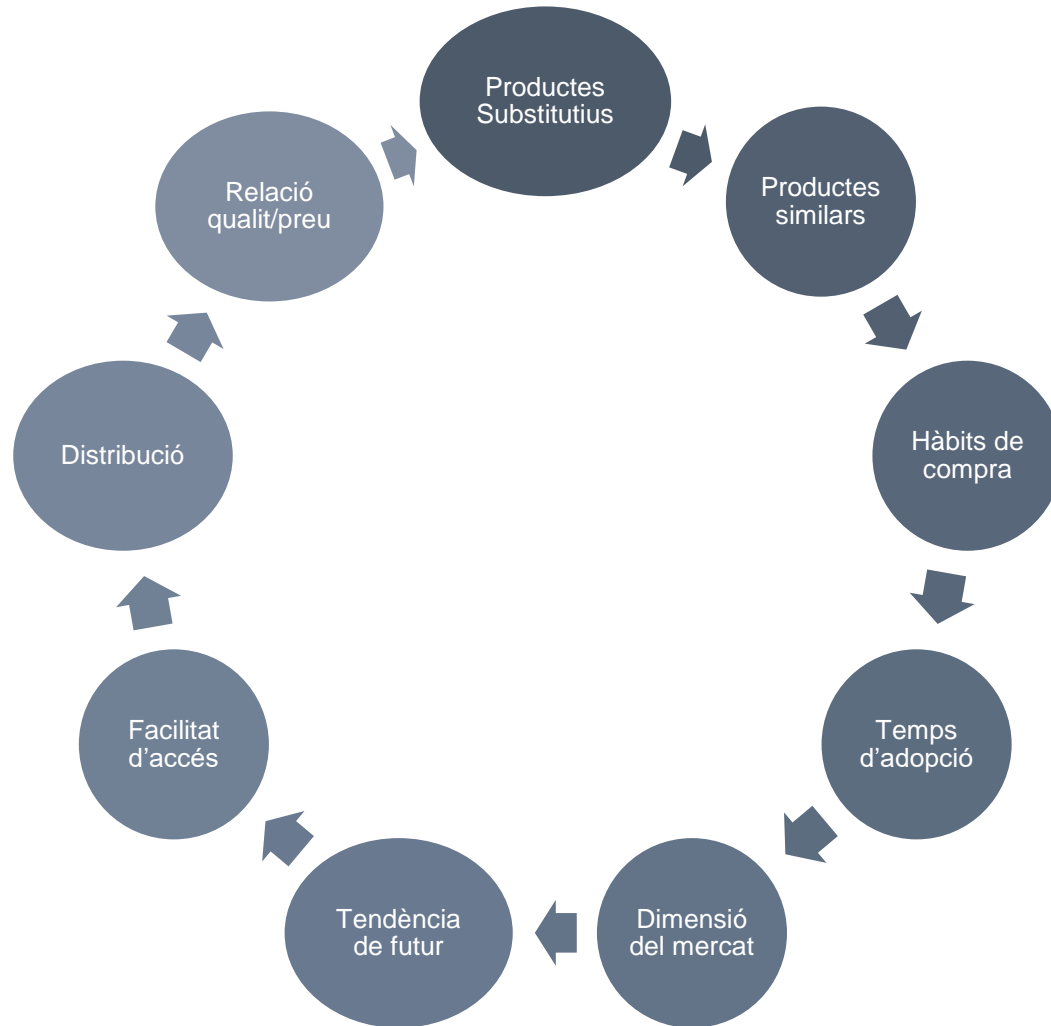 Productes
Substitutius
Productes
similars
Hàbits de
compra
Temps
d’adopció
Dimensió
del mercat
Tendència
de futur
Facilitat
d’accés
Distribució
Relació
qualit/preu